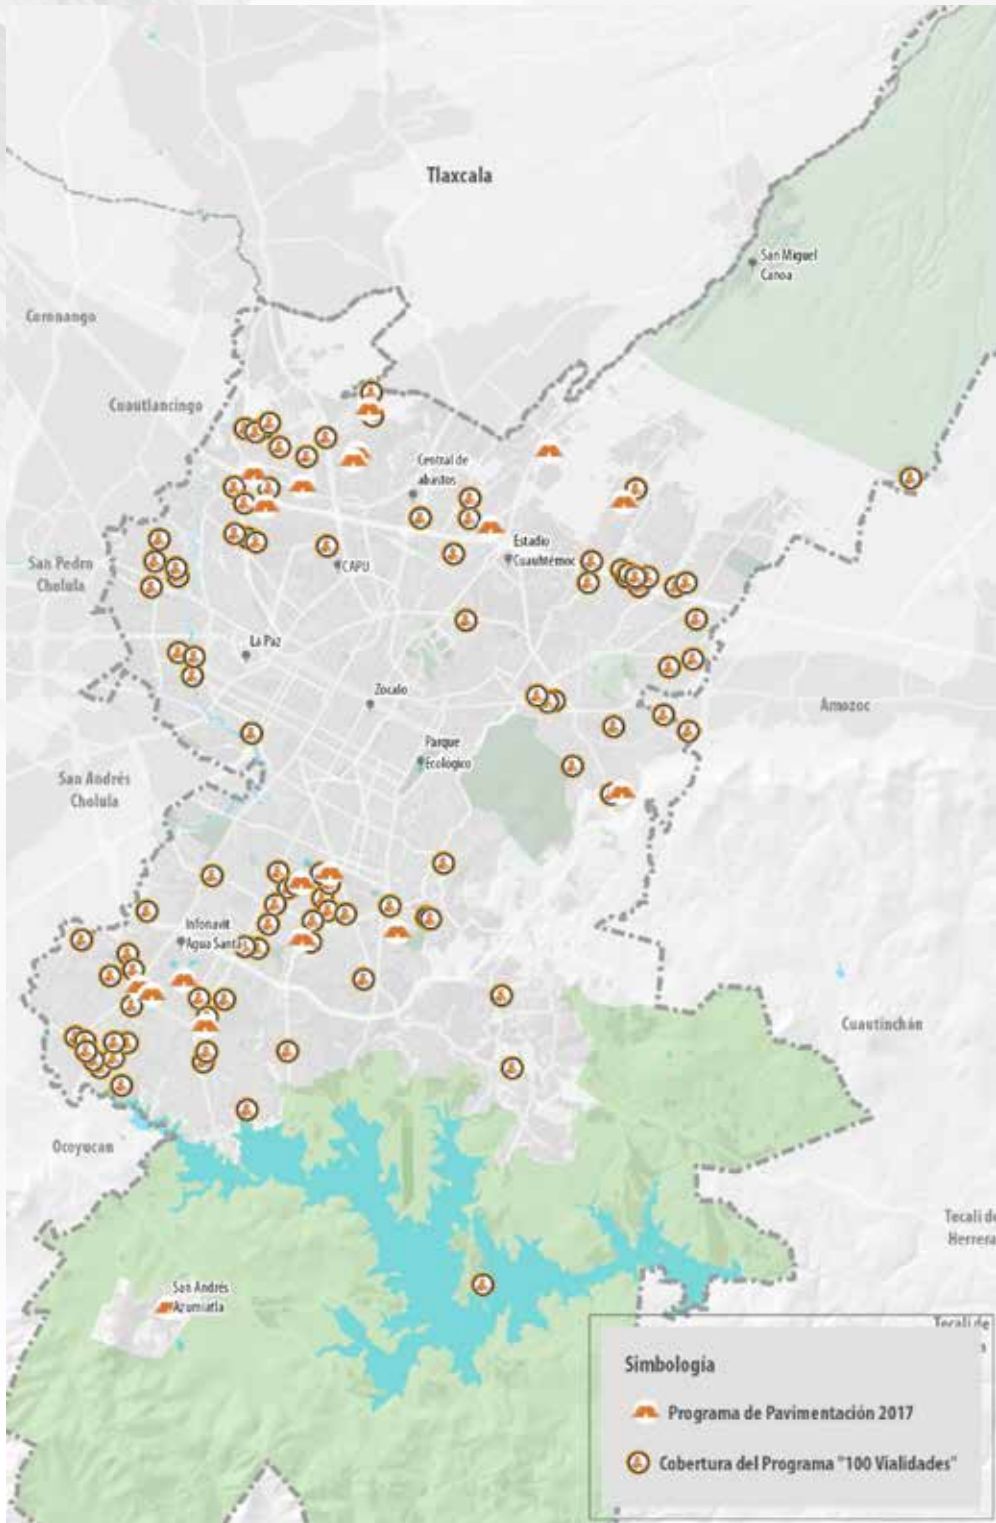 Tlaxcala
San Miguel
Canoa
Coronango
Cuautlancingo
Central de
abastos
San Pedro
Cholula
Estadio
Cuauhtémoc
CAPU
La Paz
Zocalo
Amozoc
Parque
Ecológico
San Andrés
Cholula
Infonavit
Agua Santa
Cuautinchán
Ocoyucan
Tecali de
Herrera
San Andrés
Azumiatla
Tecali de
Simbología
Programa de Pavimentación 2017
Cobertura del Programa "100 Vialidades"